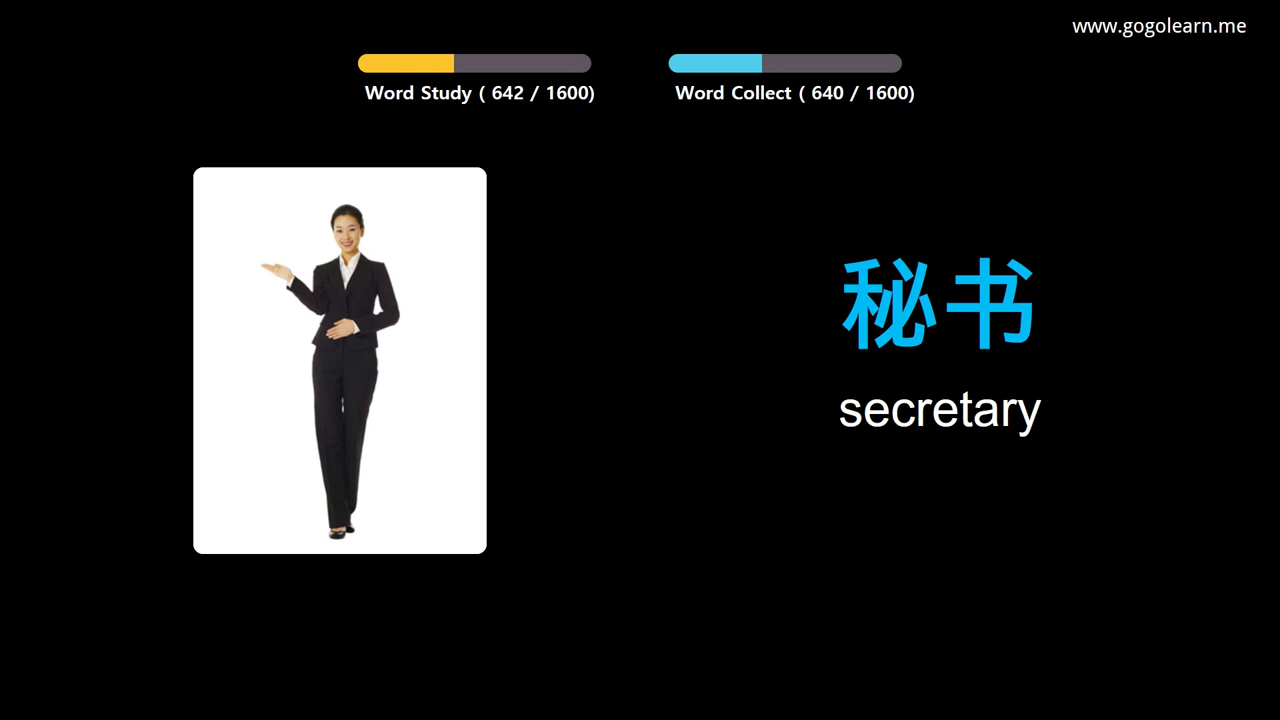 www.gogolearn.me
Word Study ( 642 / 1600)
Word Collect ( 640 / 1600)
秘书
secretary